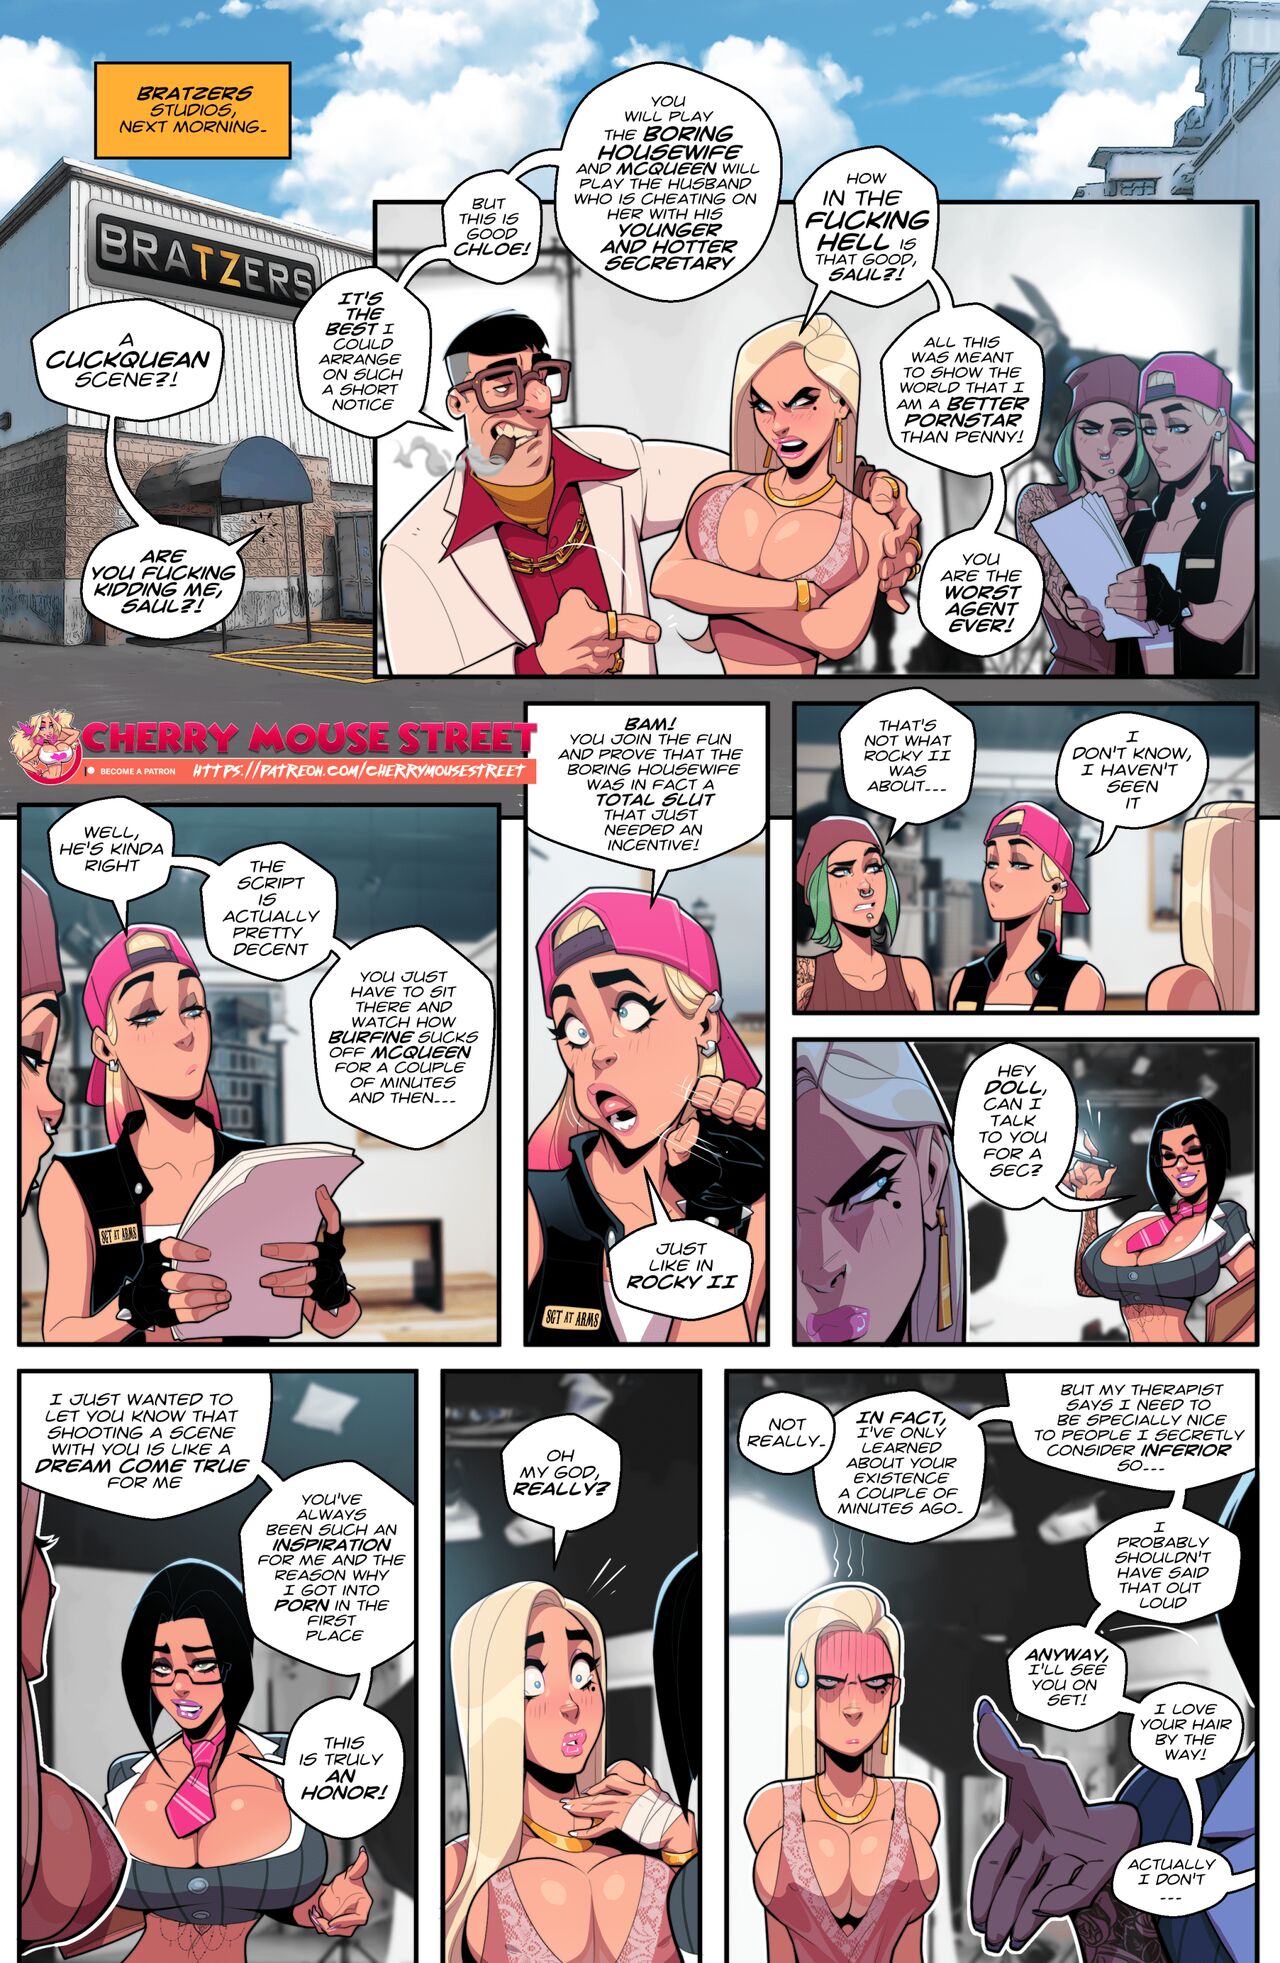 BRATZERS
STUDIOS,
NEXT MORNING...
BRATZERS
A
CUCKQUEAN
SCENE?!
ARE
YOU FUCKING
KIDDING ME,
SAUL?!
IT'S
THE
BEST I
COULD
ARRANGE
ON SUCH
A SHORT
NOTICE
BUT
THIS IS
GOOD
CHLOE!
YOU
WILL PLAY
THE BORING
HOUSEWIFE
AND MCQUEEN WILL
PLAY THE HUSBAND
WHO IS CHEATING ON
HER WITH HIS
YOUNGER
AND HOTTER
SECRETARY
HOW
IN THE
FUCKING
HELL IS
THAT GOOD,
SAUL?!
ALL THIS
WAS MEANT
TO SHOW THE
WORLD THAT I
AM A BETTER
PORNSTAR
THAN PENNY!
YOU
ARE THE
WORST
AGENT
EVER!
CHERRY MOUSE STREET
BECOME A PATRON
HTTPS://PATREON.COM/CHERRYMOUSESTREET
WELL,
HE'S KINDA
RIGHT
THE
SCRIPT
IS
ACTUALLY
PRETTY
DECENT
YOU JUST
HAVE TO SIT
THERE AND
WATCH HOW
BURFINE SUCKS
OFF MCQUEEN
FOR A COUPLE
OF MINUTES
AND THEN...
SGT AT ARMS
BAM!
YOU JOIN THE FUN
AND PROVE THAT THE
BORING HOUSEWIFE
WAS IN FACT A
TOTAL SLUT
THAT JUST
NEEDED AN
INCENTIVE!
JUST
LIKE IN
ROCKY II
SGT AT ARMS
THAT'S
NOT WHAT
ROCKY II
WAS
ABOUT...
I
DON'T KNOW,
I HAVEN'T
SEEN
IT
HEY
DOLL,
CAN I
TALK
TO YOU
FOR A
SEC?
I JUST WANTED TO
LET YOU KNOW THAT
SHOOTING A SCENE
WITH YOU IS LIKE A
DREAM COME TRUE
FOR ME
YOU'VE
ALWAYS
BEEN SUCH AN
INSPIRATION
FOR ME AND THE
REASON WHY
I GOT INTO
PORN IN THE
FIRST
PLACE
THIS
IS TRULY
AN
HONOR!
OH
MY GOD,
REALLY?
NOT
REALLY...
IN FACT,
I'VE ONLY
LEARNED
ABOUT YOUR
EXISTENCE
A COUPLE OF
MINUTES AGO...
BUT MY THERAPIST
SAYS I NEED TO
BE SPECIALLY NICE
TO PEOPLE I SECRETLY
CONSIDER INFERIOR
SO...
I
PROBABLY
SHOULDN'T
HAVE SAID
THAT OUT
LOUD
ANYWAY,
I'LL SEE
YOU ON
SET!
I LOVE
YOUR HAIR
BY THE
WAY!
ACTUALLY
I DON'T
...